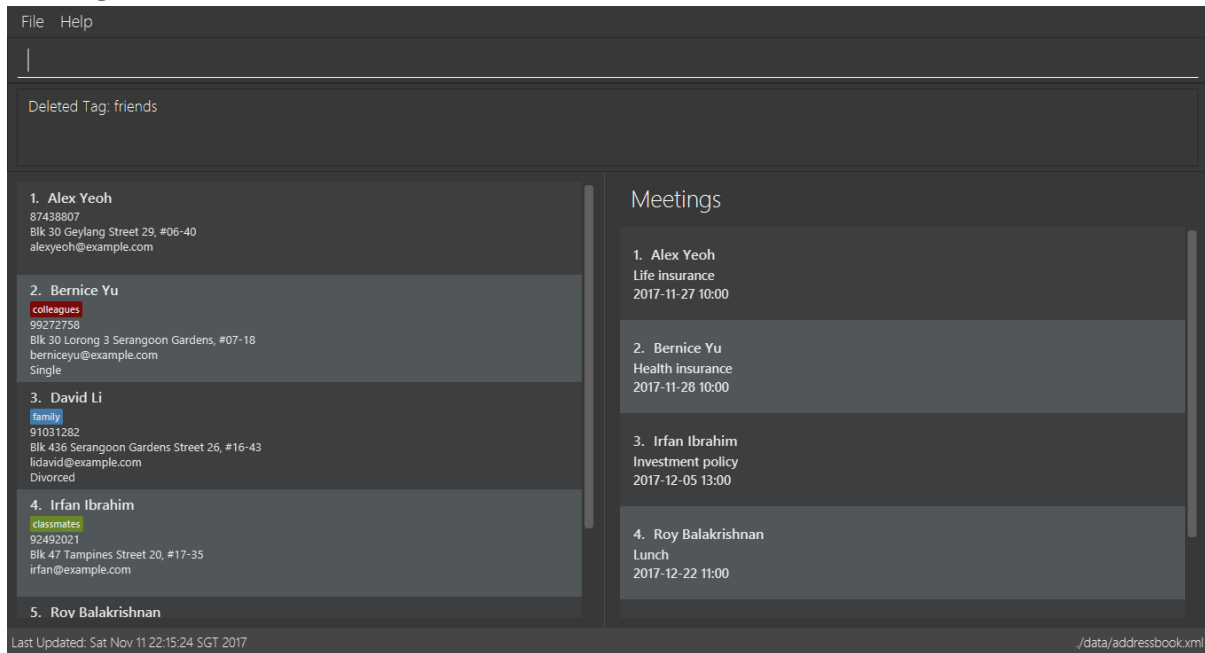 File Help
Deleted Tag: friends
1. Alex Yeoh
87438807
Blk 30 Geylang Street 29, #06-40
alexyeoh@example.com
2. Bernice Yu
colleagues
99272758
Blk 30 Lorong 3 Serangoon Gardens, #07-18
berniceyu@example.com
Single
3. David Li
family
91031282
Blk 436 Serangoon Gardens Street 26, #16-43
lidavid@example.com
Divorced
4. Irfan Ibrahim
classmates
92492021
Blk 47 Tampines Street 20, #17-35
irfan@example.com
5. Roy Balakrishnan
Meetings
1. Alex Yeoh
Life insurance
2017-11-27 10:00
2. Bernice Yu
Health insurance
2017-11-28 10:00
3. Irfan Ibrahim
Investment policy
2017-12-05 13:00
4. Roy Balakrishnan
Lunch
2017-12-22 11:00
Last Updated: Sat Nov 11 22:15:24 SGT 2017
./data/addressbook.xml